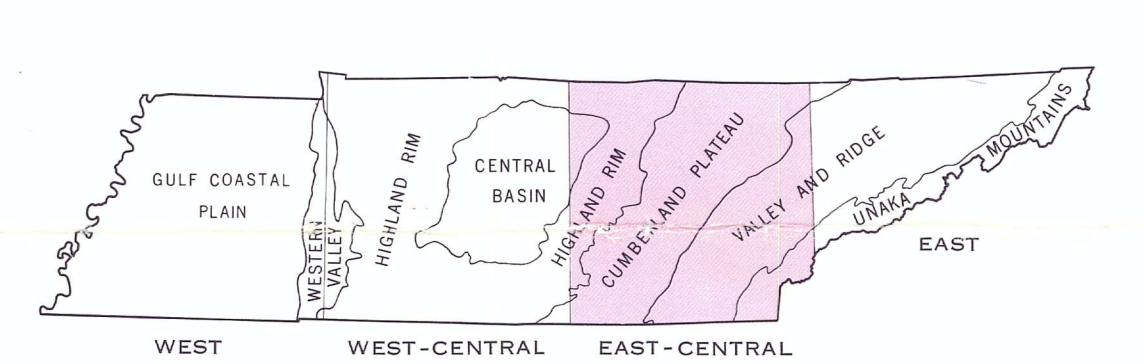 GULF COASTAL
PLAIN
WESTERN
VALLEY
HIGHLAND RIM
CENTRAL
BASIN
HIGHLAND RIM
CUMBERLAND PLATEAU
VALLEY AND RIDGE
UNAKA
MOUNTAINS
EAST
WEST
WEST-CENTRAL
EAST-CENTRAL